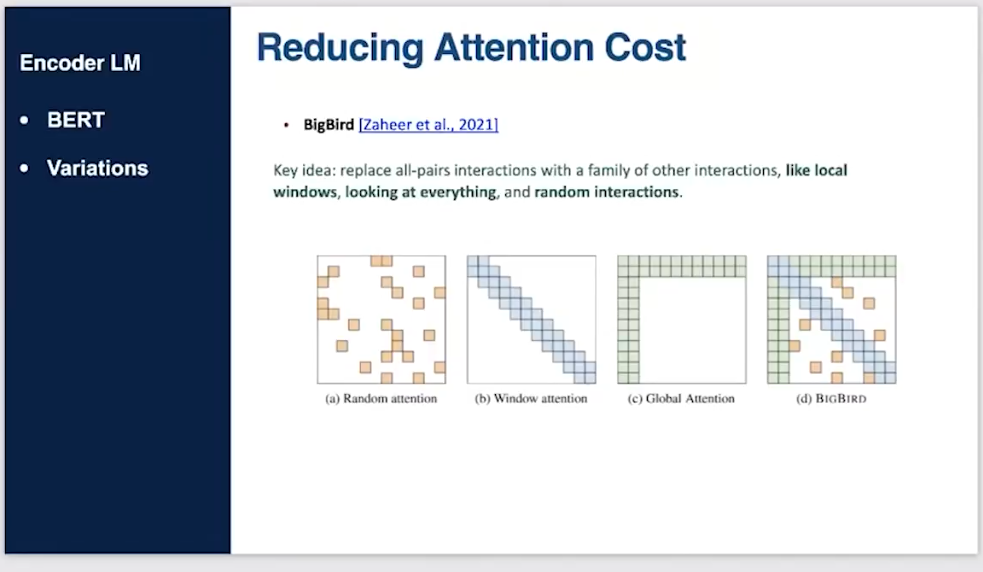 Encoder LM
• BERT
• Variations
Reducing Attention Cost
• BigBird [Zaheer et al., 2021]
Key idea: replace all-pairs interactions with a family of other interactions, like local
windows, looking at everything, and random interactions.
(a) Random attention
(b) Window attention
(c) Global Attention
(d) BIGBIRD